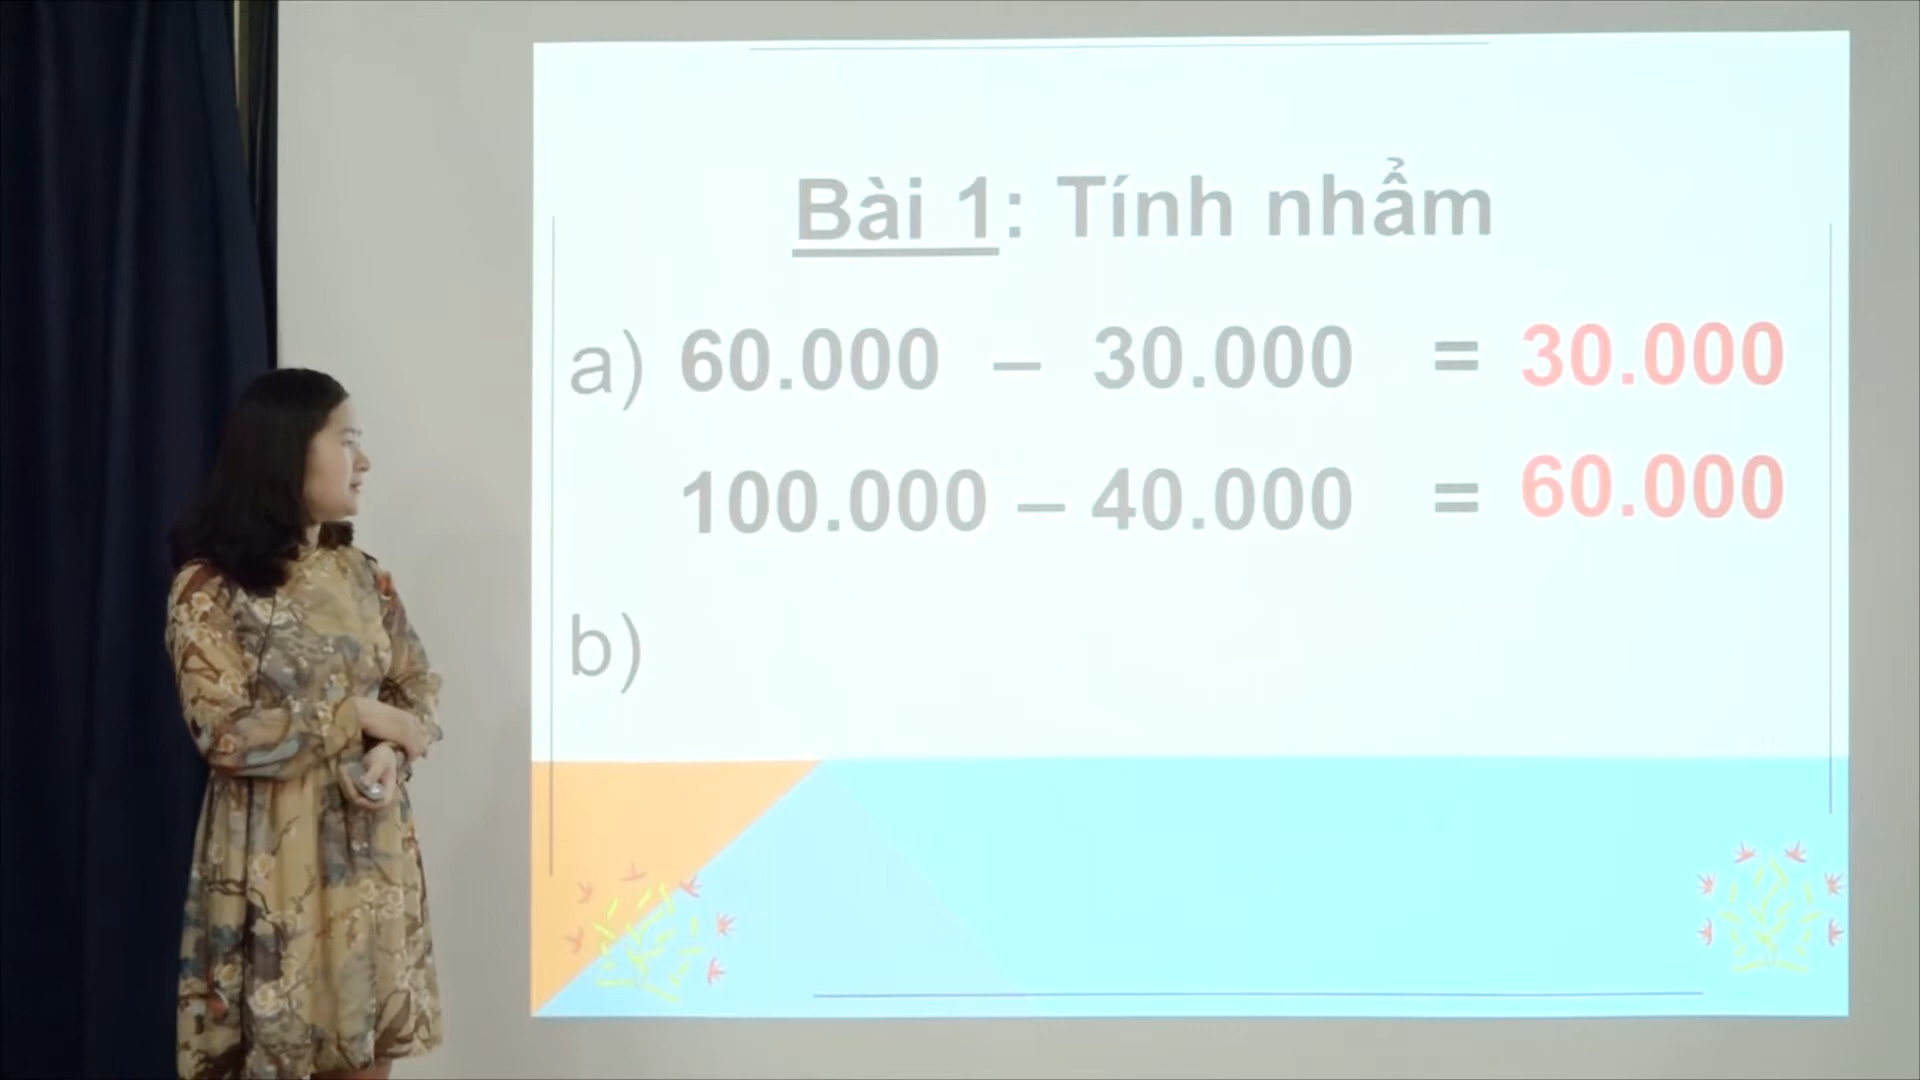 Bài 1: Tính nhẩm
a) 60.000 – 30.000 = 30.000
100.000 – 40.000 = 60.000
b)